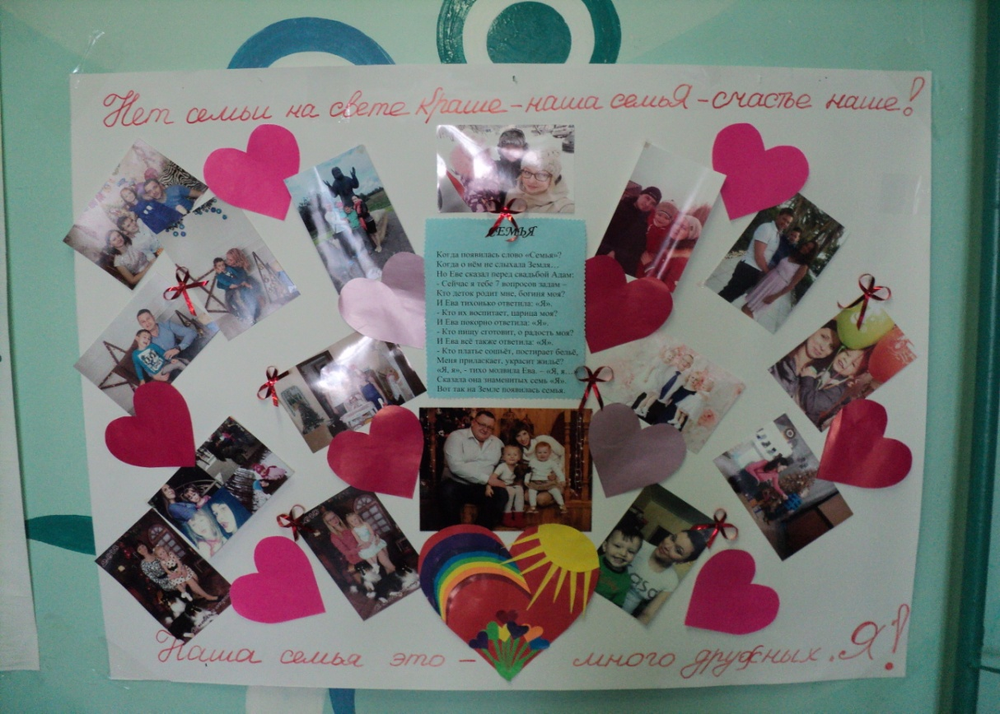 Нет семьи на свете краше – наша семьЯ – счастье наше!
СЕМЬЯ
Когда появилась слово «Семья»?
Когда о нём не слыхала Земля…
Но Еве сказал перед свадьбой Адам:
- Сейчас я тебе 7 вопросов задам –
Кто деток родит мне, богиня моя?
И Ева тихонько ответила: «Я».
- Кто их воспитает, царица моя?
И Ева покорно ответила: «Я».
- Кто пищу сготовит, о радость моя?
И Ева всё также ответила: «Я».
- Кто платье сошьёт, постирает бельё,
Меня приласкает, украсит жильё?
«Я, я», - тихо молвила Ева. – «Я, я…
Сказала она знаменитых семь «Я».
Вот так на Земле появилась семья.
Наша семья это – много дружных Я!